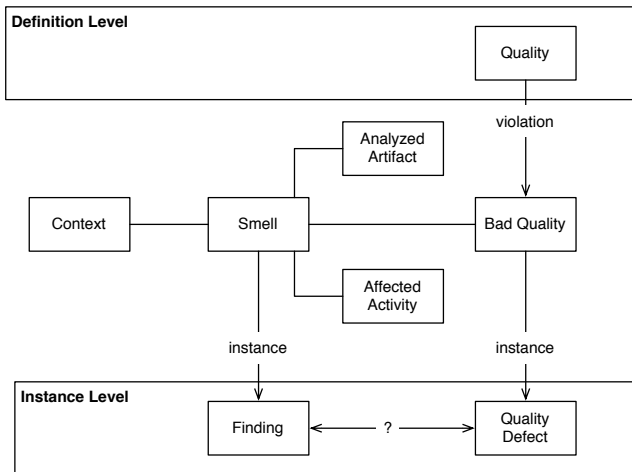 Definition Level
Quality
violation
Analyzed
Artifact
Context
Smell
Bad Quality
Affected
Activity
instance
instance
Instance Level
Finding
?
Quality
Defect